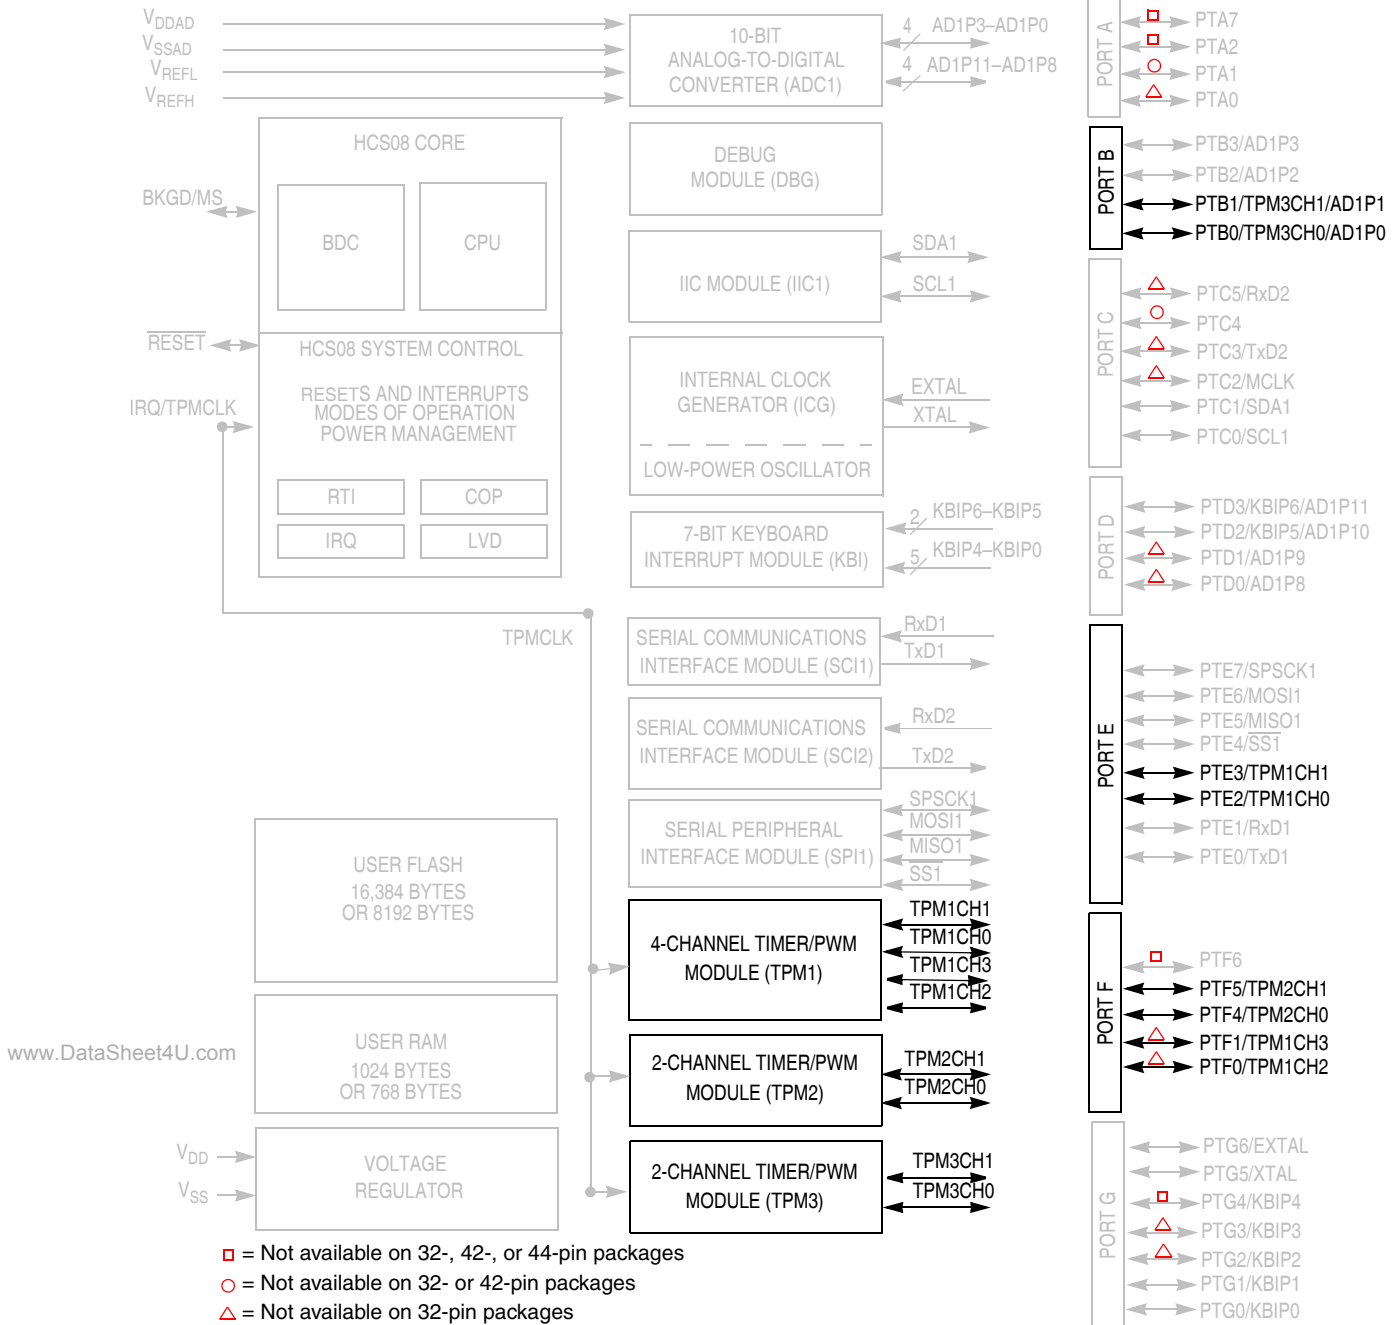 VDDAD
VSSAD
VREFL
VREFH
10-BIT
ANALOG-TO-DIGITAL
CONVERTER (ADC1)
4 AD1P3–AD1P0
4 AD1P11–AD1P8
HCS08 CORE
BDC
CPU
BKGD/MS
RESET
HCS08 SYSTEM CONTROL
RESETS AND INTERRUPTS
MODES OF OPERATION
POWER MANAGEMENT
IRQ/TPMCLK
RTI
COP
IRQ
LVD
DEBUG
MODULE (DBG)
IIC MODULE (IIC1)
SDA1
SCL1
INTERNAL CLOCK
GENERATOR (ICG)
LOW-POWER OSCILLATOR
EXTAL
XTAL
7-BIT KEYBOARD
INTERRUPT MODULE (KBI)
2 KBIP6–KBIP5
5 KBIP4–KBIP0
TPMCLK
SERIAL COMMUNICATIONS
INTERFACE MODULE (SCI1)
RxD1
TxD1
SERIAL COMMUNICATIONS
INTERFACE MODULE (SCI2)
RxD2
TxD2
SERIAL PERIPHERAL
INTERFACE MODULE (SPI1)
SPSCK1
MOSI1
MISO1
SS1
USER FLASH
16,384 BYTES
OR 8192 BYTES
4-CHANNEL TIMER/PWM
MODULE (TPM1)
TPM1CH1
TPM1CH0
TPM1CH3
TPM1CH2
USER RAM
1024 BYTES
OR 768 BYTES
www.DataSheet4U.com
2-CHANNEL TIMER/PWM
MODULE (TPM2)
TPM2CH1
TPM2CH0
VDD
VSS
VOLTAGE
REGULATOR
2-CHANNEL TIMER/PWM
MODULE (TPM3)
TPM3CH1
TPM3CH0
PORT A
PTA7
PTA2
PTA1
PTA0
PORT B
PTB3/AD1P3
PTB2/AD1P2
PTB1/TPM3CH1/AD1P1
PTB0/TPM3CH0/AD1P0
PORT C
PTC5/RxD2
PTC4
PTC3/TxD2
PTC2/MCLK
PTC1/SDA1
PTC0/SCL1
PORT D
PTD3/KBIP6/AD1P11
PTD2/KBIP5/AD1P10
PTD1/AD1P9
PTD0/AD1P8
PORT E
PTE7/SPSCK1
PTE6/MOSI1
PTE5/MISO1
PTE4/SS1
PTE3/TPM1CH1
PTE2/TPM1CH0
PTE1/RxD1
PTE0/TxD1
PORT F
PTF6
PTF5/TPM2CH1
PTF4/TPM2CH0
PTF1/TPM1CH3
PTF0/TPM1CH2
PORT G
PTG6/EXTAL
PTG5/XTAL
PTG4/KBIP4
PTG3/KBIP3
PTG2/KBIP2
PTG1/KBIP1
PTG0/KBIP0
= Not available on 32-, 42-, or 44-pin packages
= Not available on 32- or 42-pin packages
= Not available on 32-pin packages